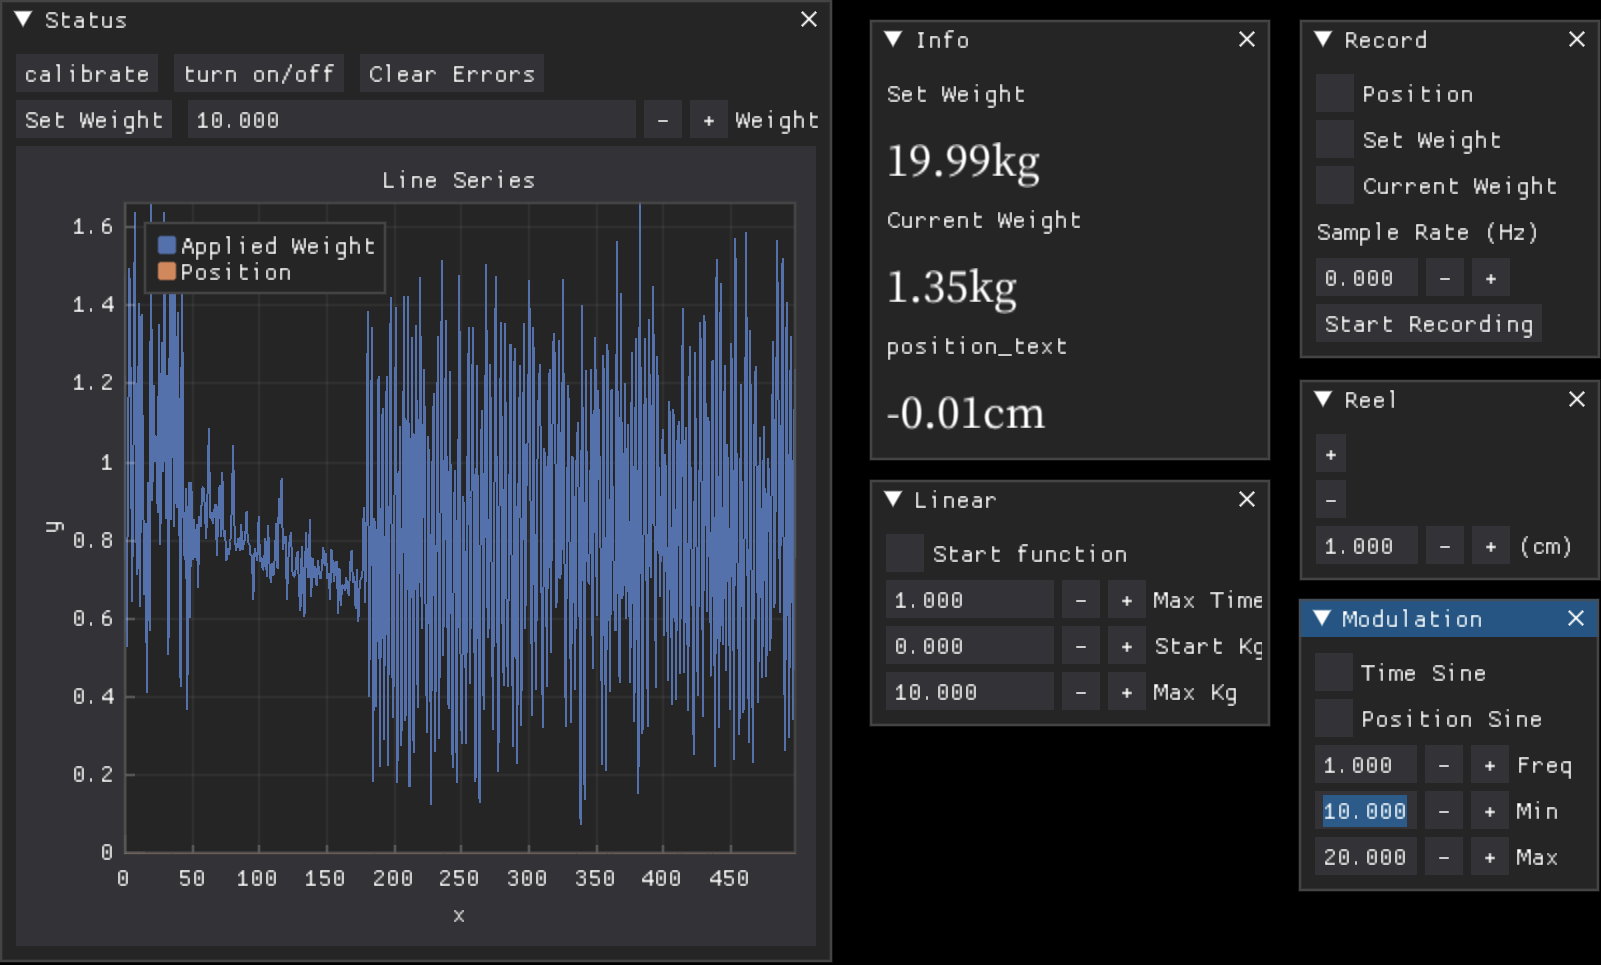 Status
calibrate turn on/off Clear Errors
Set Weight 10.000 - + Weight
Line Series
Applied Weight
Position
1.6
1.4
1.2
1
0.8
0.6
0.4
0.2
0
y
0 50 100 150 200 250 300 350 400 450
x
Info
Set Weight
19.99kg
Current Weight
1.35kg
position_text
-0.01cm
Linear
Start function
1.000 - + Max Time
0.000 - + Start Kg
10.000 - + Max Kg
Record
Position
Set Weight
Current Weight
Sample Rate (Hz)
0.000 - +
Start Recording
Reel
+
-
1.000 - + (cm)
Modulation
Time Sine
Position Sine
1.000 - + Freq
10.000 - + Min
20.000 - + Max